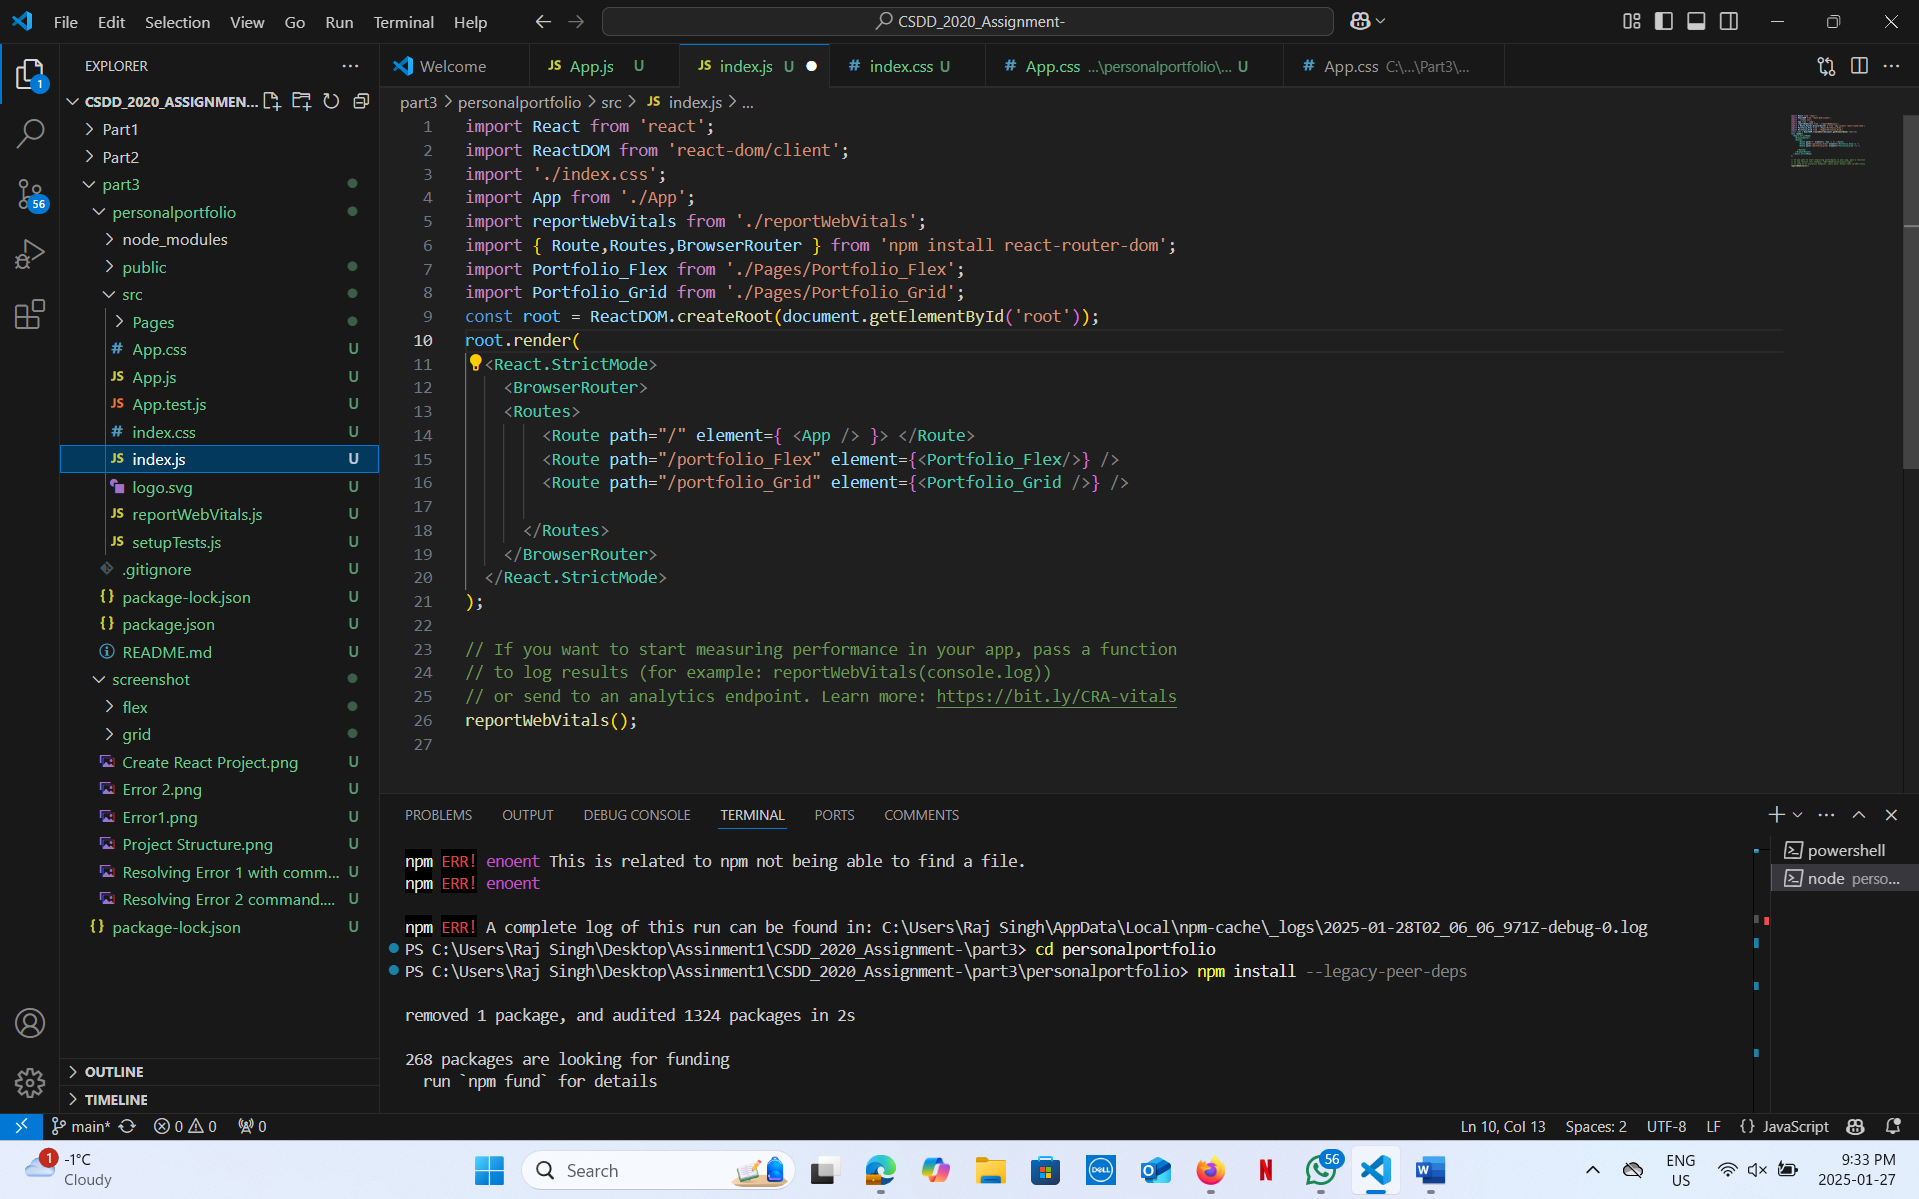 File Edit Selection View Go Run Terminal Help
CSDD_2020_Assignment-
EXPLORER
CSDD_2020_ASSIGNMEN...
Part1
Part2
part3
personalportfolio
node_modules
public
src
Pages
App.css U
App.js U
App.test.js U
index.css U
index.js U
logo.svg U
reportWebVitals.js U
setupTests.js U
.gitignore U
package-lock.json U
package.json U
README.md U
screenshot
flex
grid
Create React Project.png U
Error 2.png U
Error1.png U
Project Structure.png U
Resolving Error 1 with comm... U
Resolving Error 2 command.... U
package-lock.json U
OUTLINE
TIMELINE
1
56
Welcome
JS App.js U
JS index.js U
# index.css U
# App.css ...\personalportfolio\... U
# App.css C:\...\Part3\...
part3 > personalportfolio > src > JS index.js > ...
1 import React from 'react';
2 import ReactDOM from 'react-dom/client';
3 import './index.css';
4 import App from './App';
5 import reportWebVitals from './reportWebVitals';
6 import { Route,Routes,BrowserRouter } from 'npm install react-router-dom';
7 import Portfolio_Flex from './Pages/Portfolio_Flex';
8 import Portfolio_Grid from './Pages/Portfolio_Grid';
9 const root = ReactDOM.createRoot(document.getElementById('root'));
10 root.render(
11 <React.StrictMode>
12 <BrowserRouter>
13 <Routes>
14 <Route path="/" element={ <App /> }> </Route>
15 <Route path="/portfolio_Flex" element={<Portfolio_Flex/>} />
16 <Route path="/portfolio_Grid" element={<Portfolio_Grid />} />
17
18 </Routes>
19 </BrowserRouter>
20 </React.StrictMode>
21 );
22
23 // If you want to start measuring performance in your app, pass a function
24 // to log results (for example: reportWebVitals(console.log))
25 // or send to an analytics endpoint. Learn more: https://bit.ly/CRA-vitals
26 reportWebVitals();
27
PROBLEMS OUTPUT DEBUG CONSOLE TERMINAL PORTS COMMENTS
npm ERR! enoent This is related to npm not being able to find a file.
npm ERR! enoent
npm ERR! A complete log of this run can be found in: C:\Users\Raj Singh\AppData\Local\npm-cache\_logs\2025-01-28T02_06_06_971Z-debug-0.log
PS C:\Users\Raj Singh\Desktop\Assinment1\CSDD_2020_Assignment-\part3> cd personalportfolio
PS C:\Users\Raj Singh\Desktop\Assinment1\CSDD_2020_Assignment-\part3\personalportfolio> npm install --legacy-peer-deps
removed 1 package, and audited 1324 packages in 2s
268 packages are looking for funding
run `npm fund` for details
powershell
node perso...
main* 0 0 0
Ln 10, Col 13 Spaces: 2 UTF-8 LF {} JavaScript
1 -1°C
Cloudy
Search
DELL
N
56
ENG
US
9:33 PM
2025-01-27